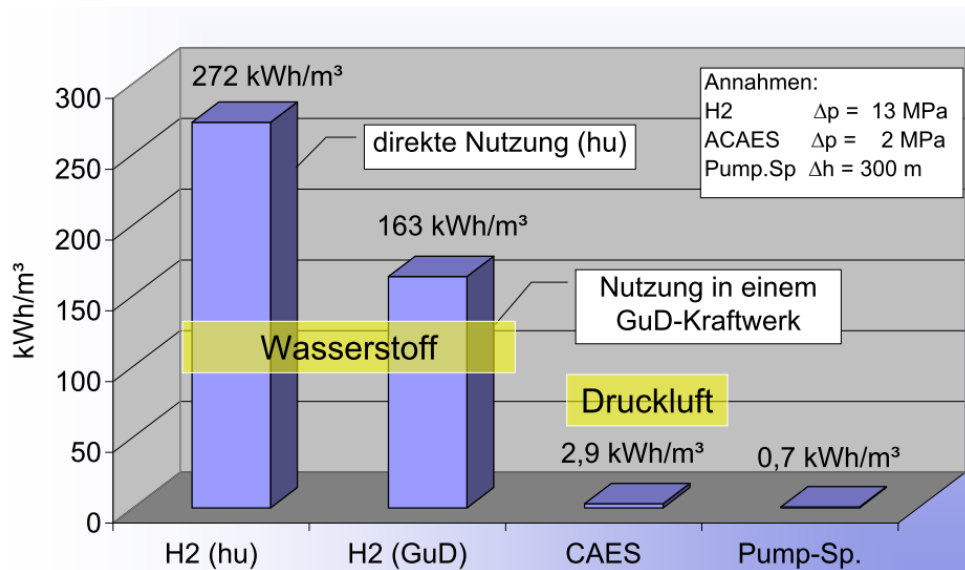 272 kWh/m³
Annahmen:
H2 Δp = 13 MPa
ACAES Δp = 2 MPa
Pump.Sp Δh = 300 m
direkte Nutzung (hu)
163 kWh/m³
Nutzung in einem
GuD-Kraftwerk
Wasserstoff
Druckluft
2,9 kWh/m³
0,7 kWh/m³
kWh/m³
300
250
200
150
100
50
0
H2 (hu)
H2 (GuD)
CAES
Pump-Sp.